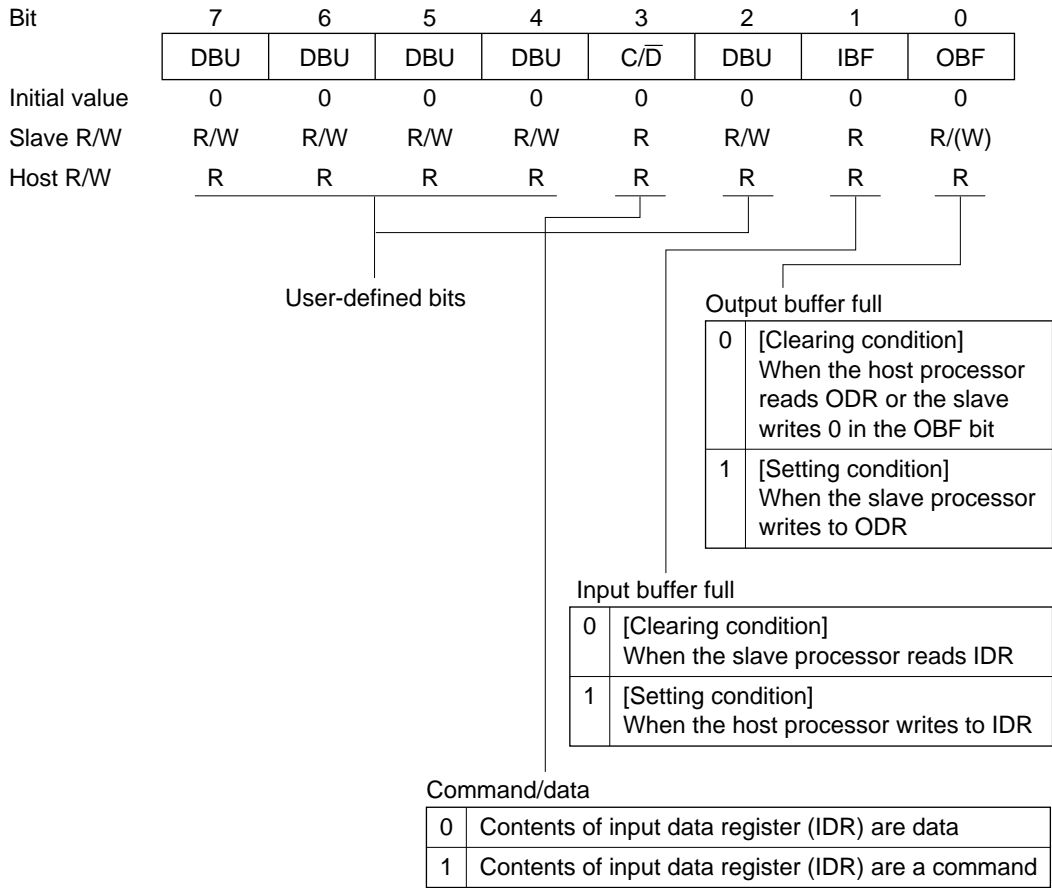 Bit 7 6 5 4 3 2 1 0
DBU DBU DBU DBU C/D̅ DBU IBF OBF
Initial value 0 0 0 0 0 0 0 0
Slave R/W R/W R/W R/W R/W R R/W R R/(W)
Host R/W R R R R R R R R
User-defined bits
Output buffer full
0 [Clearing condition]
When the host processor
reads ODR or the slave
writes 0 in the OBF bit
1 [Setting condition]
When the slave processor
writes to ODR
Input buffer full
0 [Clearing condition]
When the slave processor reads IDR
1 [Setting condition]
When the host processor writes to IDR
Command/data
0 Contents of input data register (IDR) are data
1 Contents of input data register (IDR) are a command